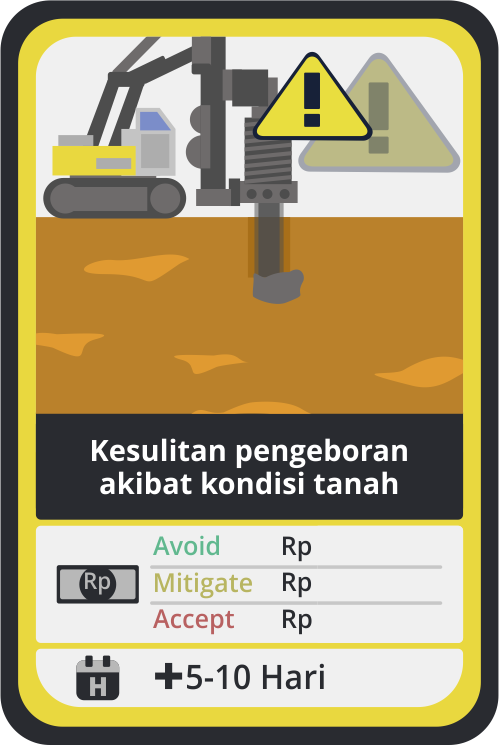 Kesulitan pengeboran
akibat kondisi tanah
Rp
Avoid Rp
Mitigate Rp
Accept Rp
H
+5-10 Hari